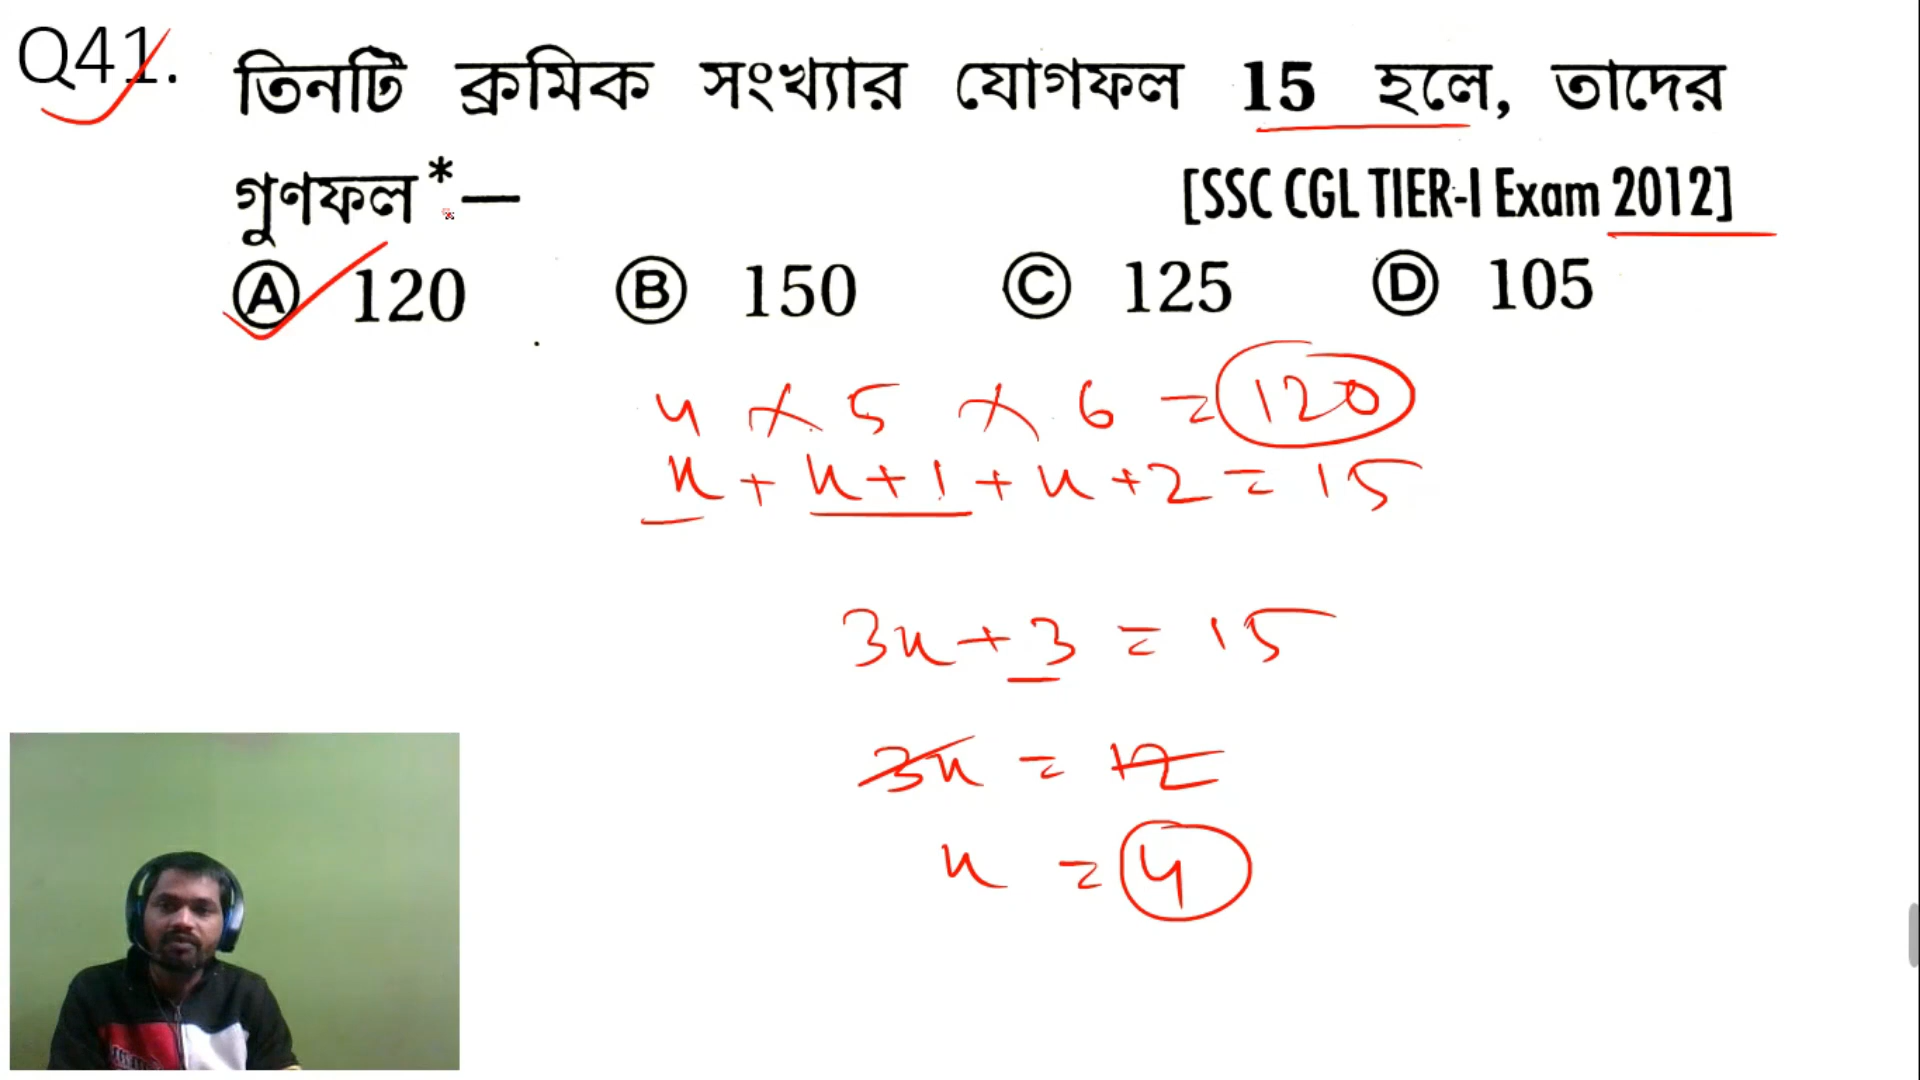 Q41.
তিনটি ক্রমিক সংখ্যার যোগফল 15 হলে, তাদের
গুণফল*— [SSC CGL TIER-I Exam 2012]
Ⓐ 120 Ⓑ 150 Ⓒ 125 Ⓓ 105
4 × 5 × 6 = 120
x + x+1 + x+2 = 15
3x + 3 = 15
3x = 12
x = 4